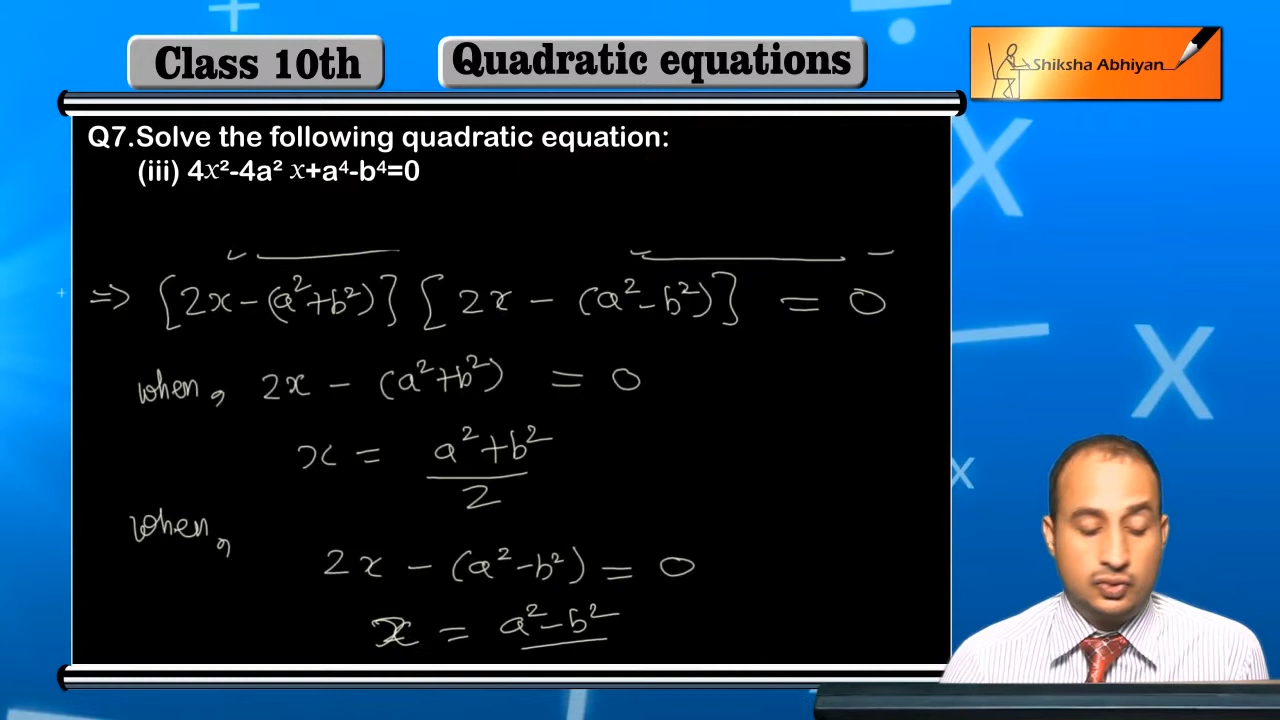 Class 10th
Quadratic equations
Shiksha Abhiyan
Q7.Solve the following quadratic equation:
(iii) 4x²-4a² x+a⁴-b⁴=0
=> [2x-(a²+b²)] [2x - (a²-b²)] = 0
when, 2x - (a²+b²) = 0
x = a²+b²
2
when,
2x - (a²-b²) = 0
x = a²-b²